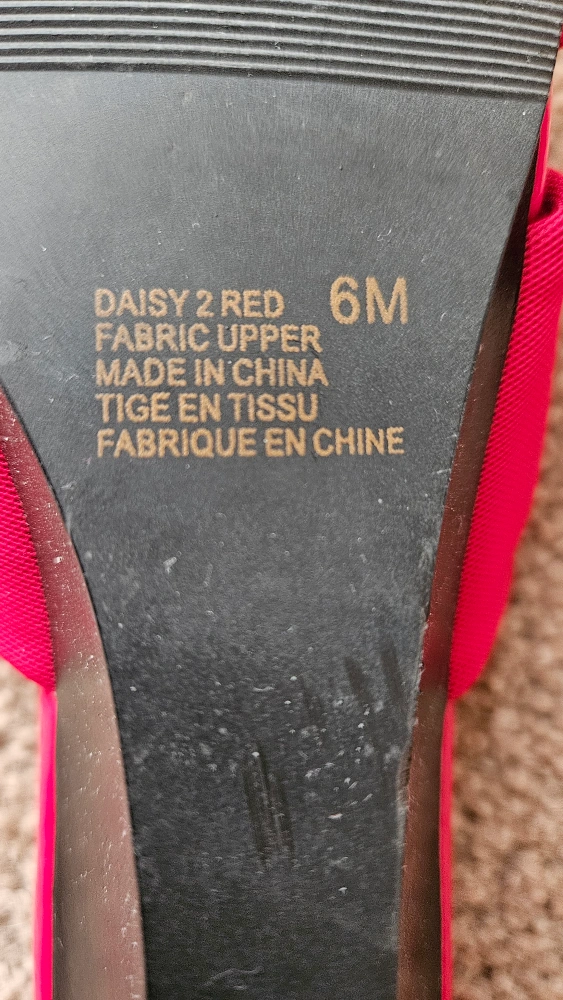 DAISY 2 RED 6M
FABRIC UPPER
MADE IN CHINA
TIGE EN TISSU
FABRIQUE EN CHINE